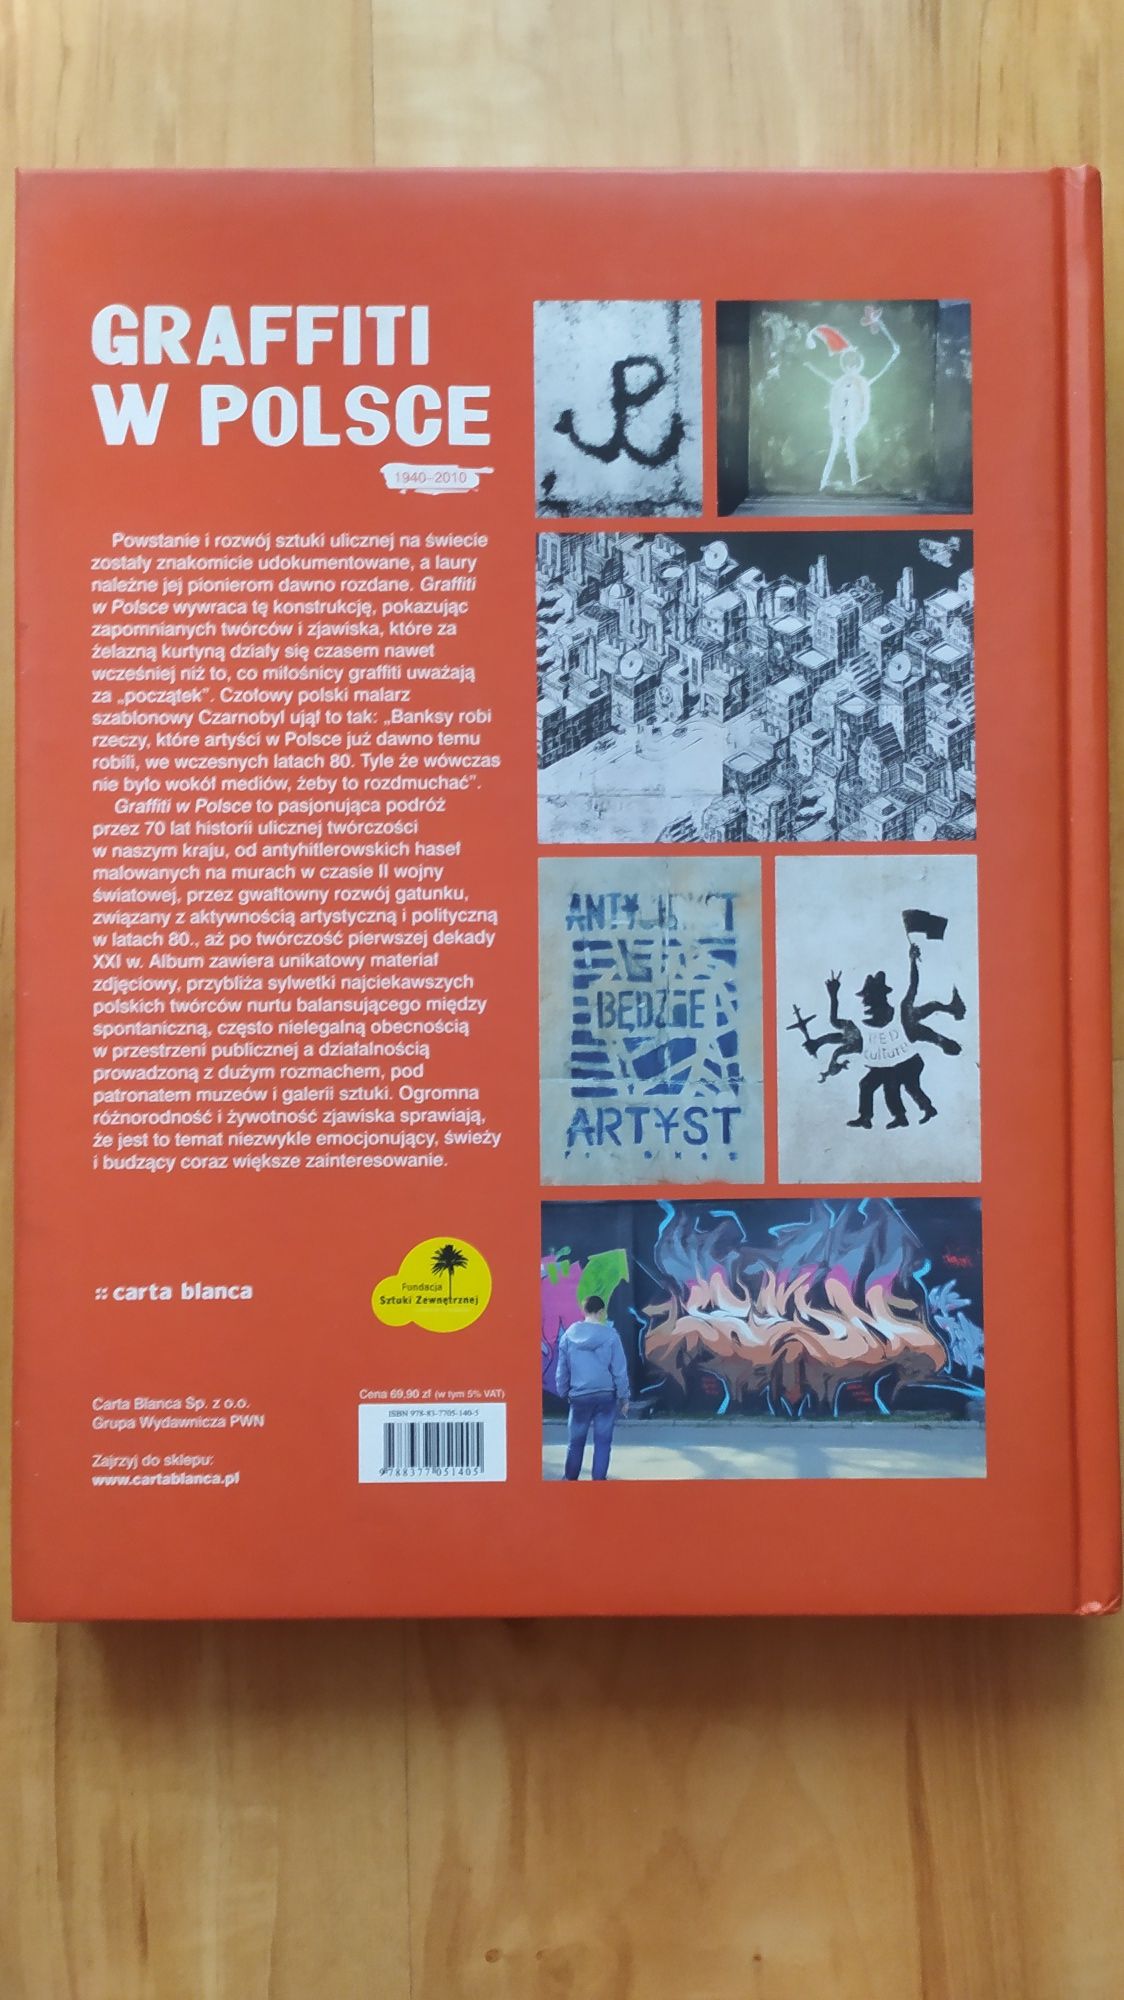 GRAFFITI
W POLSCE
1940–2010
Powstanie i rozwój sztuki ulicznej na świecie
zostały znakomicie udokumentowane, a laury
należne jej pionierom dawno rozdane. Graffiti
w Polsce wywraca tę konstrukcję, pokazując
zapomnianych twórców i zjawiska, które za
żelazną kurtyną działy się czasem nawet
wcześniej niż to, co miłośnicy graffiti uważają
za „początek”. Czołowy polski malarz
szablonowy Czarnobyl ujął to tak: „Banksy robi
rzeczy, które artyści w Polsce już dawno temu
robili, we wczesnych latach 80. Tyle że wówczas
nie było wokół mediów, żeby to rozdmuchać”.
Graffiti w Polsce to pasjonująca podróż
przez 70 lat historii ulicznej twórczości
w naszym kraju, od antyhitlerowskich haseł
malowanych na murach w czasie II wojny
światowej, przez gwałtowny rozwój gatunku,
związany z aktywnością artystyczną i polityczną
w latach 80., aż po twórczość pierwszej dekady
XXI w. Album zawiera unikatowy materiał
zdjęciowy, przybliża sylwetki najciekawszych
polskich twórców nurtu balansującego między
spontaniczną, często nielegalną obecnością
w przestrzeni publicznej a działalnością
prowadzoną z dużym rozmachem, pod
patronatem muzeów i galerii sztuki. Ogromna
różnorodność i żywotność zjawiska sprawiają,
że jest to temat niezwykle emocjonujący, świeży
i budzący coraz większe zainteresowanie.
:: carta blanca
Fundacja
Sztuki Zewnętrznej
Carta Blanca Sp. z o.o.
Grupa Wydawnicza PWN
Zajrzyj do sklepu:
www.cartablanca.pl
Cena 69,90 zł (w tym 5% VAT)
ISBN 978-83-7705-140-5
9 788377 051405
BĘDZIE
ARTYST
RED
culture